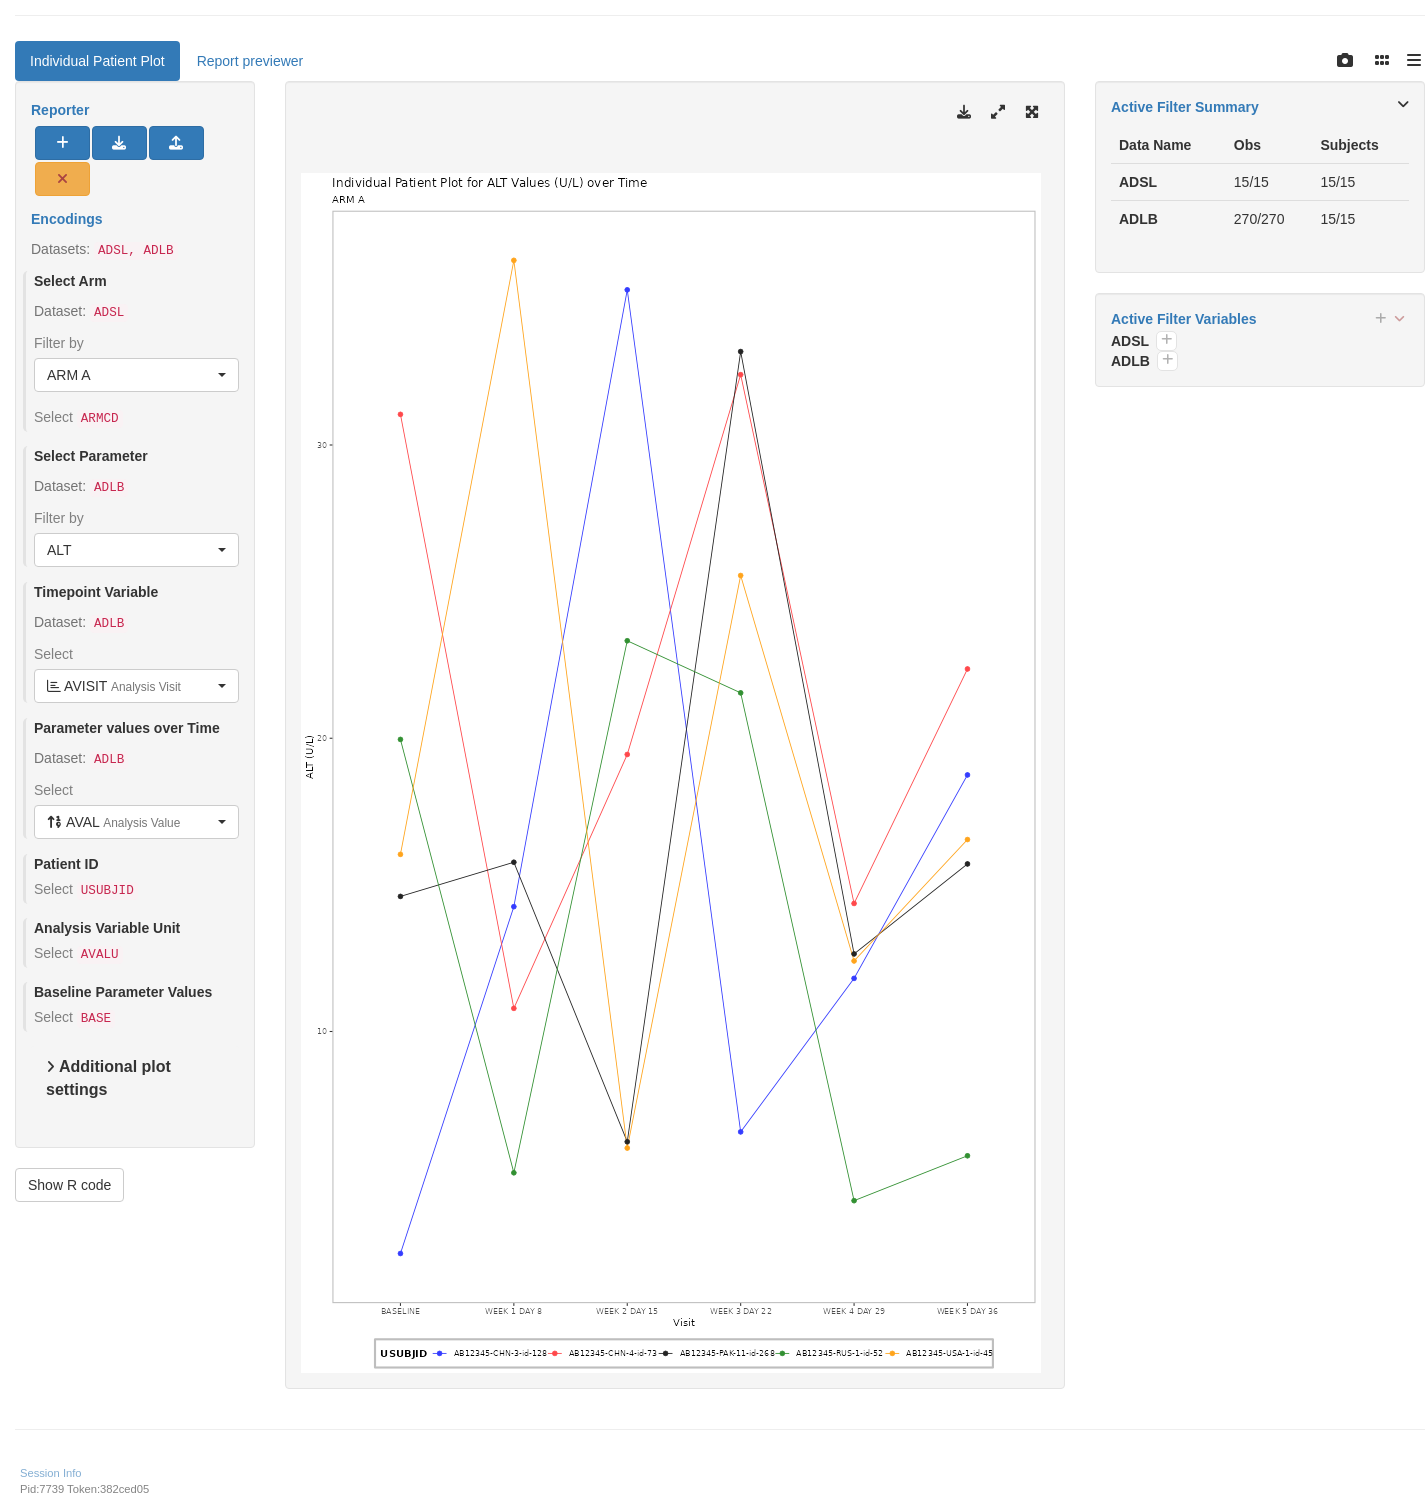 Individual Patient Plot
Report previewer
Reporter
Encodings
Datasets: ADSL, ADLB
Select Arm
Dataset: ADSL
Filter by
ARM A
Select ARMCD
Select Parameter
Dataset: ADLB
Filter by
ALT
Timepoint Variable
Dataset: ADLB
Select
AVISIT Analysis Visit
Parameter values over Time
Dataset: ADLB
Select
AVAL Analysis Value
Patient ID
Select USUBJID
Analysis Variable Unit
Select AVALU
Baseline Parameter Values
Select BASE
Additional plot
settings
Show R code
Individual Patient Plot for ALT Values (U/L) over Time
ARM A
30
20
10
ALT (U/L)
BASELINE WEEK 1 DAY 8 WEEK 2 DAY 15 WEEK 3 DAY 22 WEEK 4 DAY 29 WEEK 5 DAY 36
Visit
USUBJID AB12345-CHN-3-id-128 AB12345-CHN-4-id-73 AB12345-PAK-11-id-268 AB12345-RUS-1-id-52 AB12345-USA-1-id-45
Active Filter Summary
Data Name Obs Subjects
ADSL 15/15 15/15
ADLB 270/270 15/15
Active Filter Variables
ADSL
ADLB
Session Info
Pid:7739 Token:382ced05